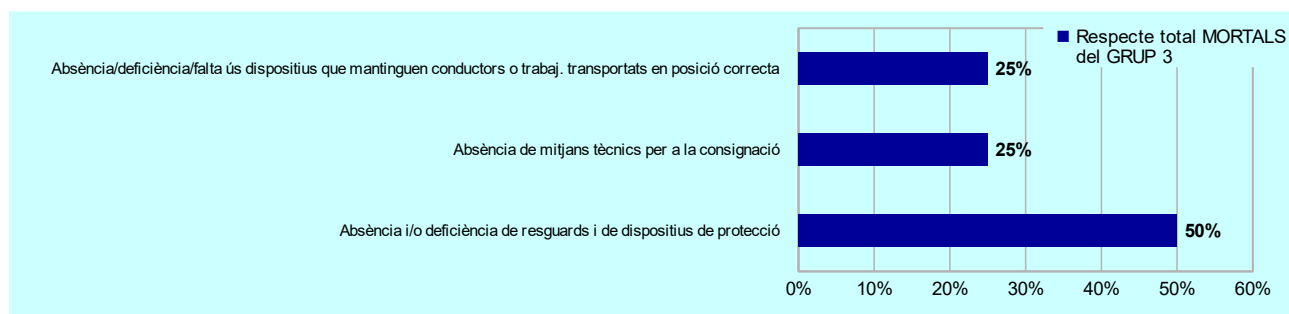 Respecte total MORTALS
del GRUP 3
Absència/deficiència/falta ús dispositius que mantinguen conductors o trabaj. transportats en posició correcta
25%
Absència de mitjans tècnics per a la consignació
25%
Absència i/o deficiència de resguards i de dispositius de protecció
50%
0% 10% 20% 30% 40% 50% 60%